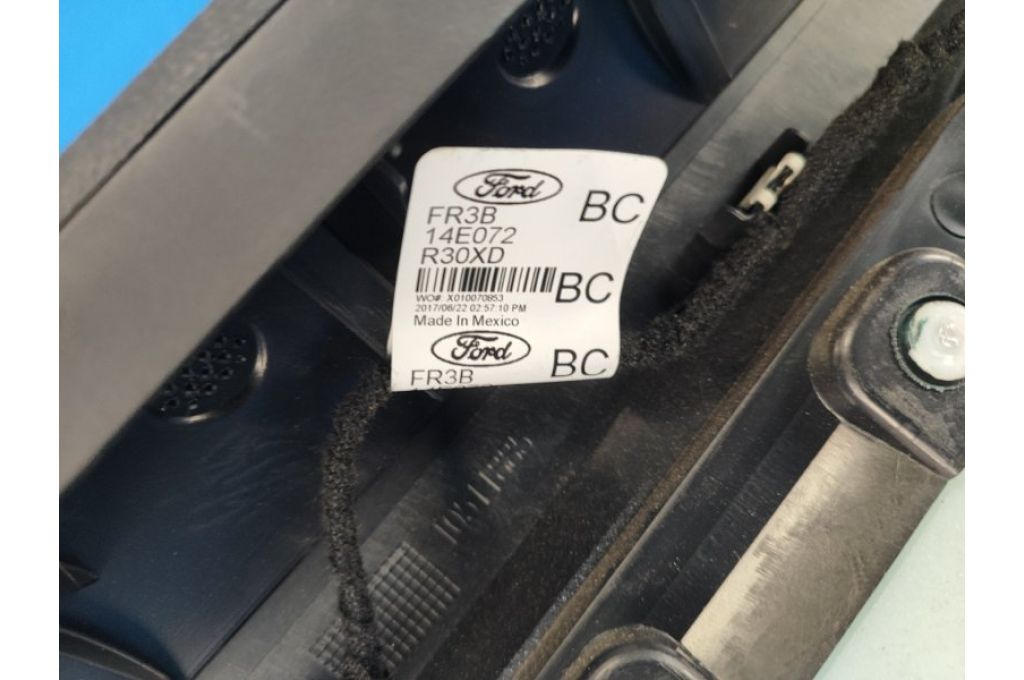 Ford
FR3B BC
14E072
R30XD
BC
WO#: X010070853
2017/06/22 02:57:10 PM
Made In Mexico
Ford
FR3B BC